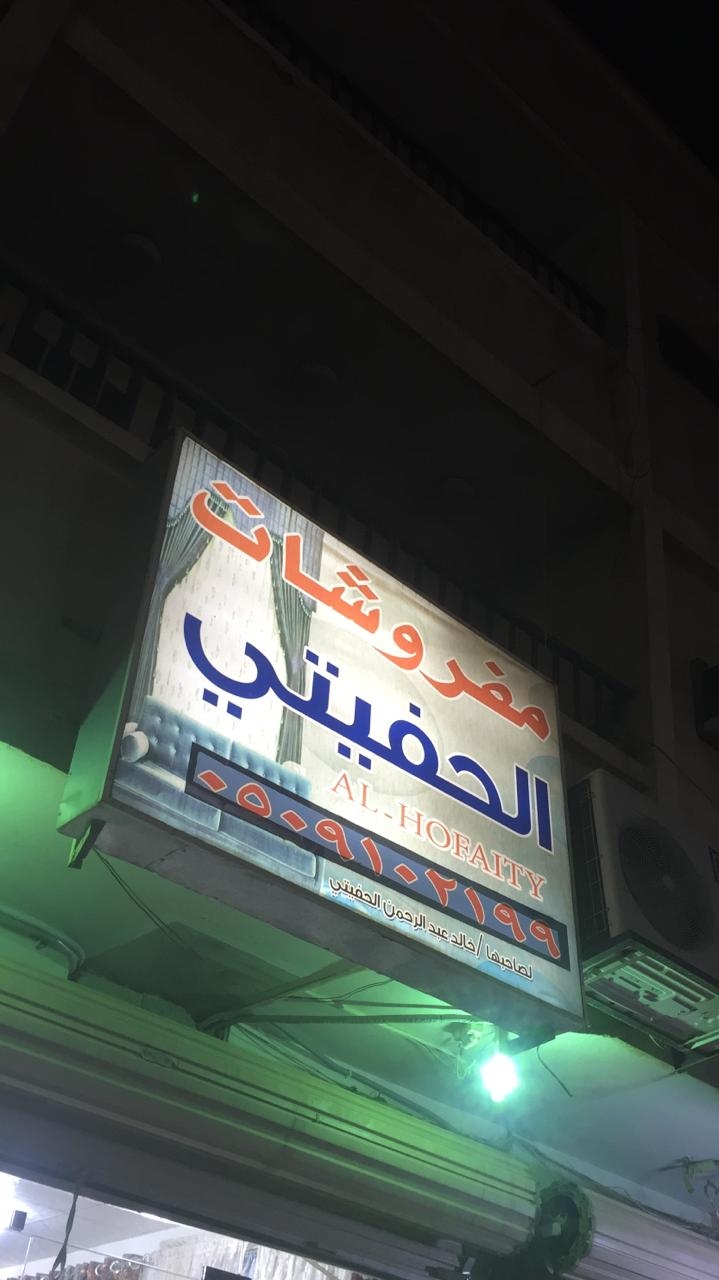 مفروشات
الحفيتي
AL-HOFAITY
٠٥٠٩١٠٢١٩٩
لصاحبها / خالد عبد الرحمن الحفيتي